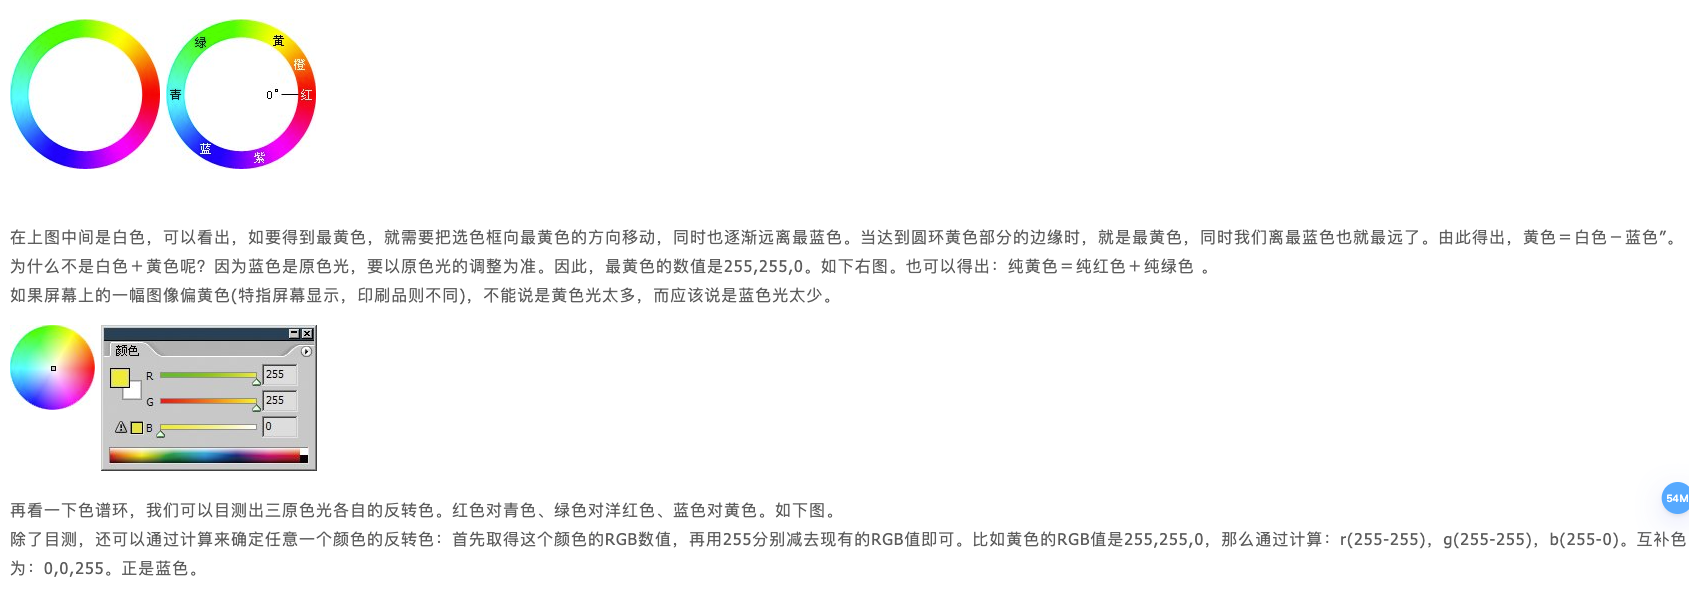 绿
黄
橙
青
0°
红
蓝
紫
在上图中间是白色，可以看出，如要得到最黄色，就需要把选色框向最黄色的方向移动，同时也逐渐远离最蓝色。当达到圆环黄色部分的边缘时，就是最黄色，同时我们离最蓝色也就最远了。由此得出，黄色＝白色－蓝色”。
为什么不是白色＋黄色呢？因为蓝色是原色光，要以原色光的调整为准。因此，最黄色的数值是255,255,0。如下右图。也可以得出：纯黄色＝纯红色＋纯绿色 。
如果屏幕上的一幅图像偏黄色(特指屏幕显示，印刷品则不同)，不能说是黄色光太多，而应该说是蓝色光太少。
颜色
R 255
G 255
B 0
54M
再看一下色谱环，我们可以目测出三原色光各自的反转色。红色对青色、绿色对洋红色、蓝色对黄色。如下图。
除了目测，还可以通过计算来确定任意一个颜色的反转色：首先取得这个颜色的RGB数值，再用255分别减去现有的RGB值即可。比如黄色的RGB值是255,255,0，那么通过计算：r(255-255)，g(255-255)，b(255-0)。互补色
为：0,0,255。正是蓝色。